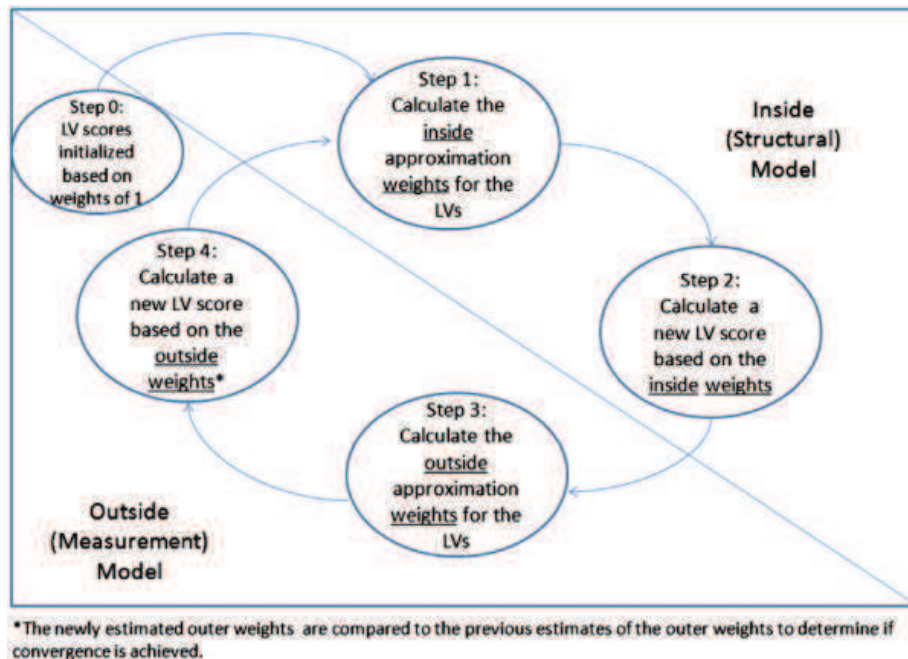 Step 0:
LV scores
initialized
based on
weights of 1
Step 1:
Calculate the
inside
approximation
weights for the
LVs
Inside
(Structural)
Model
Step 2:
Calculate a
new LV score
based on the
inside weights
Step 3:
Calculate the
outside
approximation
weights for the
LVs
Step 4:
Calculate a
new LV score
based on the
outside
weights*
Outside
(Measurement)
Model
*The newly estimated outer weights are compared to the previous estimates of the outer weights to determine if
convergence is achieved.